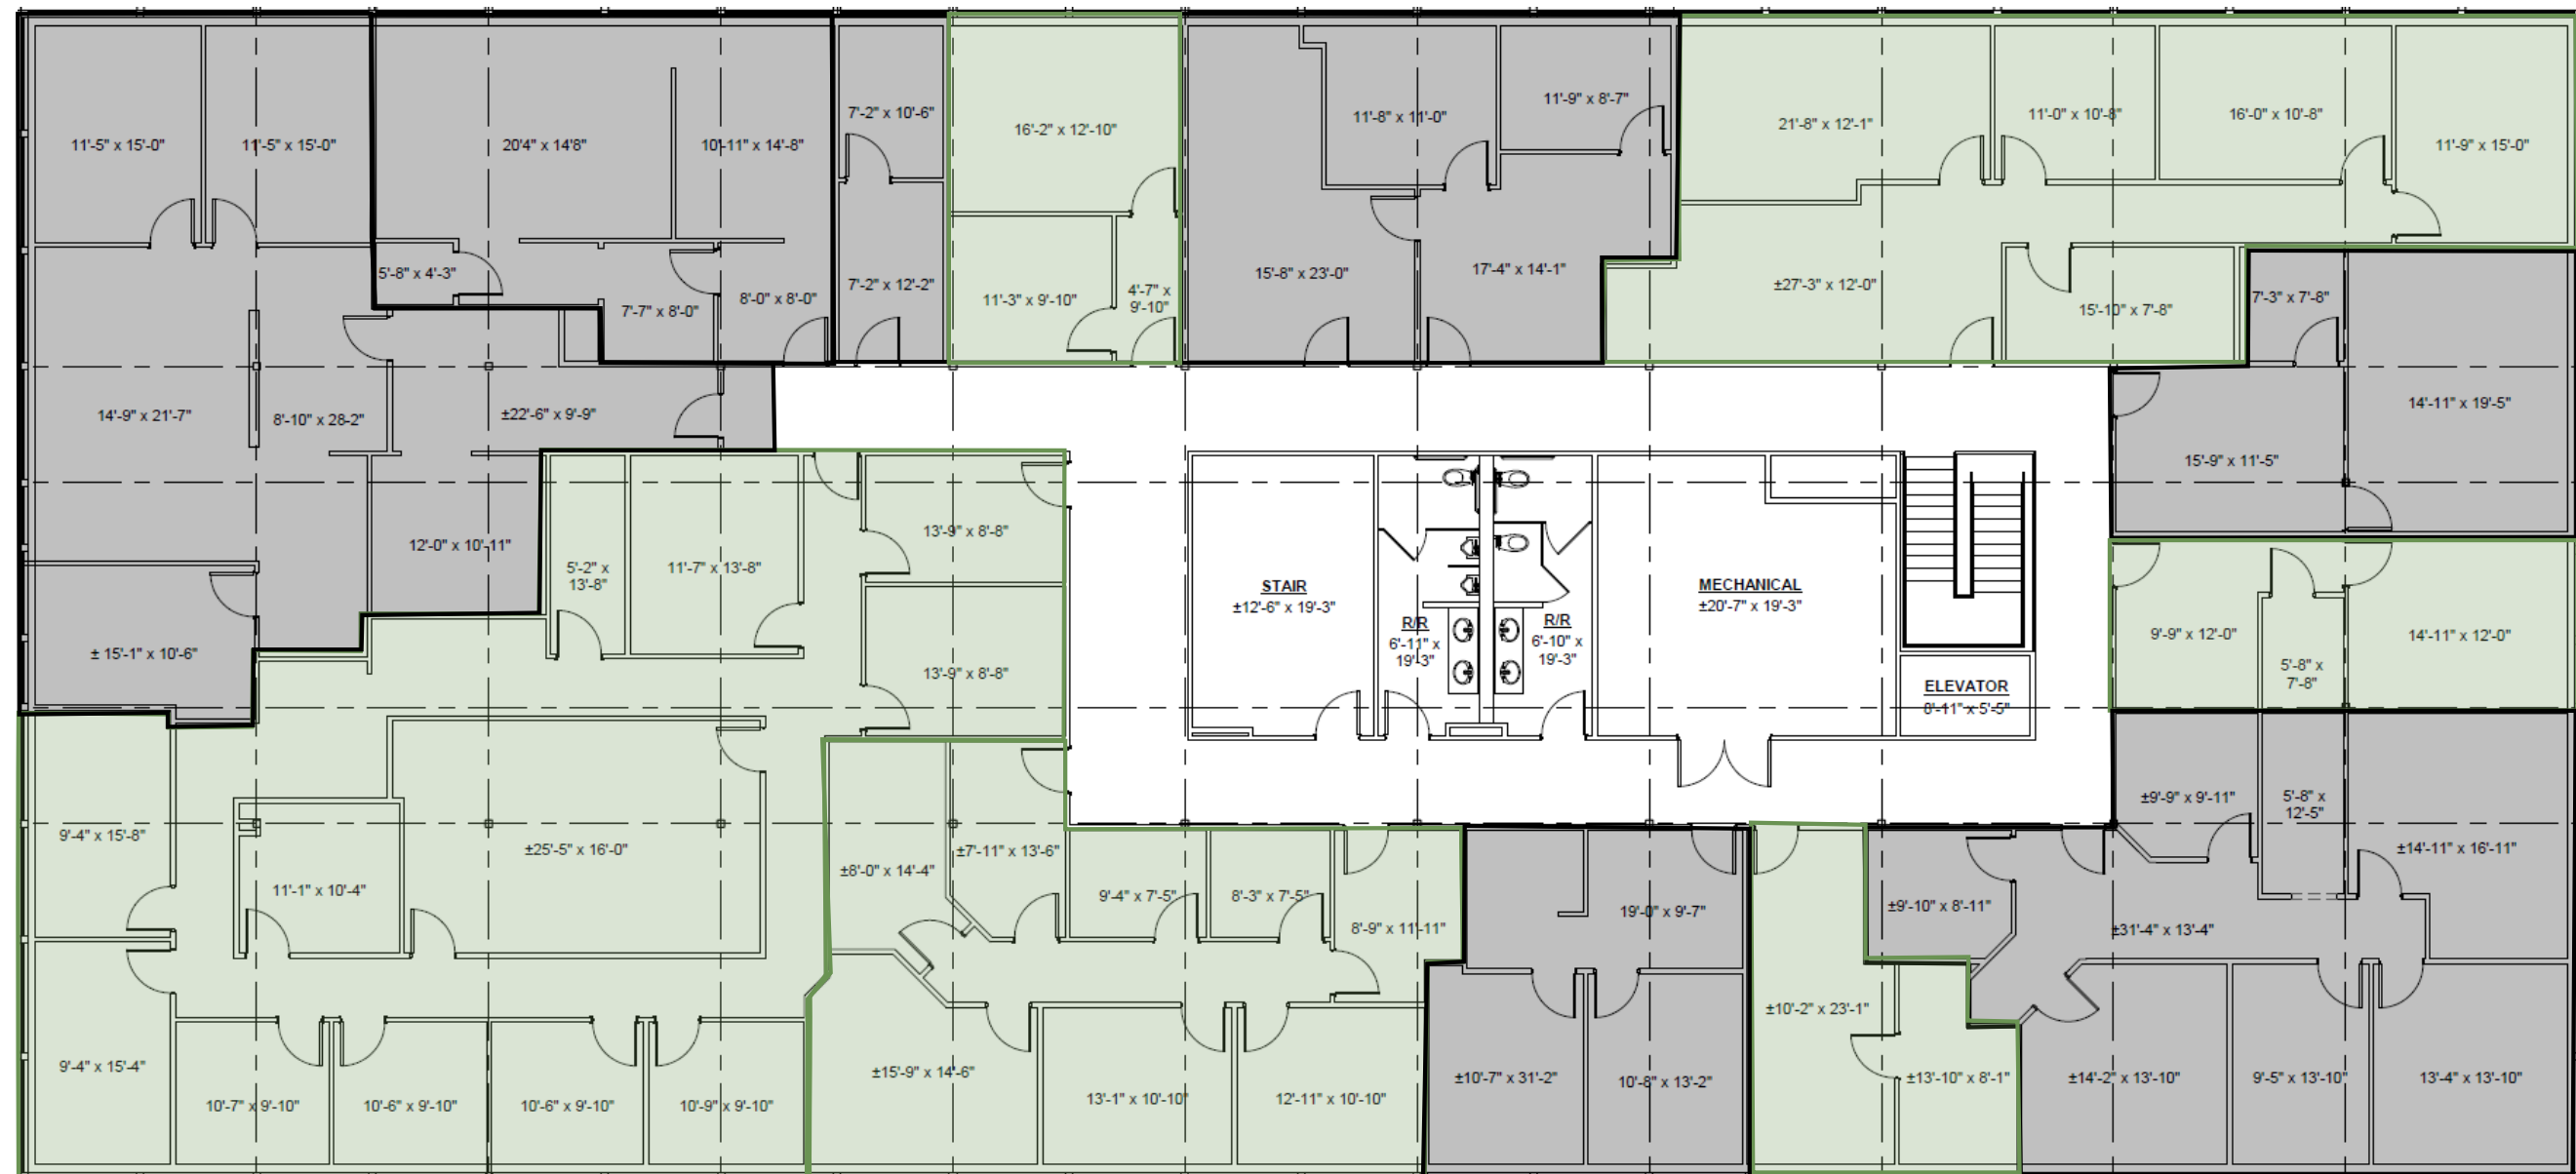 11'-5" x 15'-0"
11'-5" x 15'-0"
20'4" x 14'8"
10'-11" x 14'-8"
7'-2" x 10'-6"
16'-2" x 12'-10"
11'-8" x 11'-0"
11'-9" x 8'-7"
21'-8" x 12'-1"
11'-0" x 10'-8"
16'-0" x 10'-8"
11'-9" x 15'-0"
5'-8" x 4'-3"
7'-7" x 8'-0"
8'-0" x 8'-0"
7'-2" x 12'-2"
11'-3" x 9'-10"
4'-7" x
9'-10"
15'-8" x 23'-0"
17'-4" x 14'-1"
±27'-3" x 12'-0"
15'-10" x 7'-8"
7'-3" x 7'-8"
14'-9" x 21'-7"
8'-10" x 28-2"
±22'-6" x 9'-9"
14'-11" x 19'-5"
15'-9" x 11'-5"
12'-0" x 10'-11"
5'-2" x
13'-8"
11'-7" x 13'-8"
13'-9" x 8'-8"
STAIR
±12'-6" x 19'-3"
R/R
6'-11" x
19'-3"
R/R
6'-10" x
19'-3"
MECHANICAL
±20'-7" x 19'-3"
± 15'-1" x 10'-6"
13'-9" x 8'-8"
ELEVATOR
8'-11" x 5'-5"
9'-9" x 12'-0"
5'-8" x
7'-8"
14'-11" x 12'-0"
9'-4" x 15'-8"
11'-1" x 10'-4"
±25'-5" x 16'-0"
±8'-0" x 14'-4"
±7'-11" x 13'-6"
9'-4" x 7'-5"
8'-3" x 7'-5"
8'-9" x 11'-11"
19'-0" x 9'-7"
±9'-10" x 8'-11"
±9'-9" x 9'-11"
5'-8" x
12'-5"
±14'-11" x 16'-11"
±31'-4" x 13'-4"
9'-4" x 15'-4"
10'-7" x 9'-10"
10'-6" x 9'-10"
10'-6" x 9'-10"
10'-9" x 9'-10"
±15'-9" x 14'-6"
13'-1" x 10'-10"
12'-11" x 10'-10"
±10'-7" x 31'-2"
10'-8" x 13'-2"
±10'-2" x 23'-1"
±13'-10" x 8'-1"
±14'-2" x 13'-10"
9'-5" x 13'-10"
13'-4" x 13'-10"